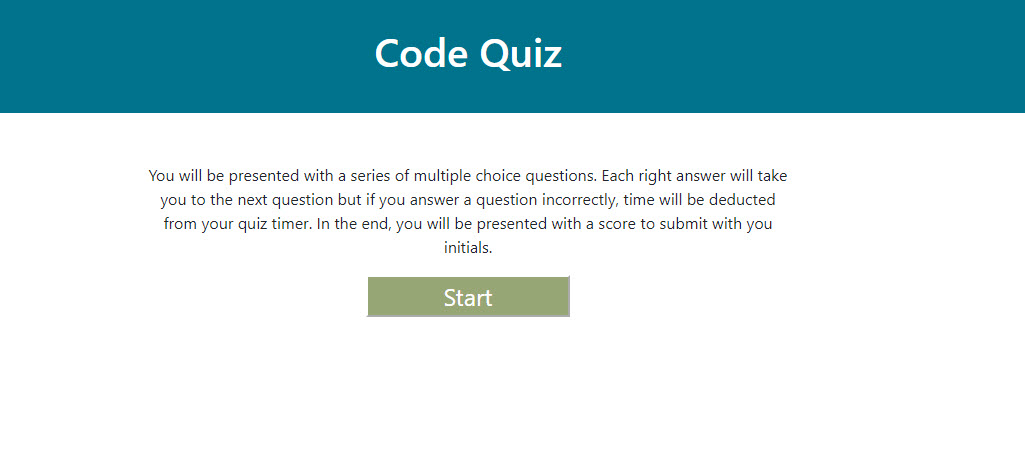 Code Quiz
You will be presented with a series of multiple choice questions. Each right answer will take
you to the next question but if you answer a question incorrectly, time will be deducted
from your quiz timer. In the end, you will be presented with a score to submit with you
initials.
Start